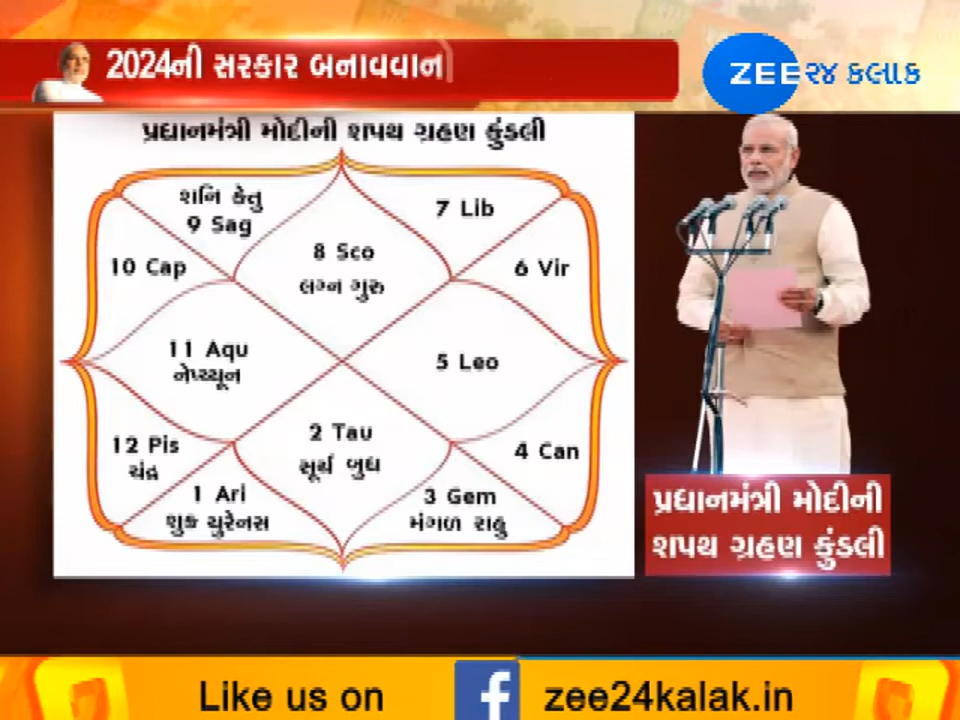 2024ની સરકાર બનાવવાન
ZEE ૨૪ કલાક
પ્રધાનમંત્રી મોદીની શપથ ગ્રહણ કુંડલી
શનિ કેતુ
9 Sag
7 Lib
10 Cap
8 Sco
લગ્ન ગુરુ
6 Vir
11 Aqu
નેપ્ચ્યૂન
5 Leo
12 Pis
ચંદ્ર
2 Tau
સૂર્ય બુધ
4 Can
1 Ari
શુક્ર યુરેનસ
3 Gem
મંગળ રાહુ
પ્રધાનમંત્રી મોદીની
શપથ ગ્રહણ કુંડલી
Like us on f zee24kalak.in